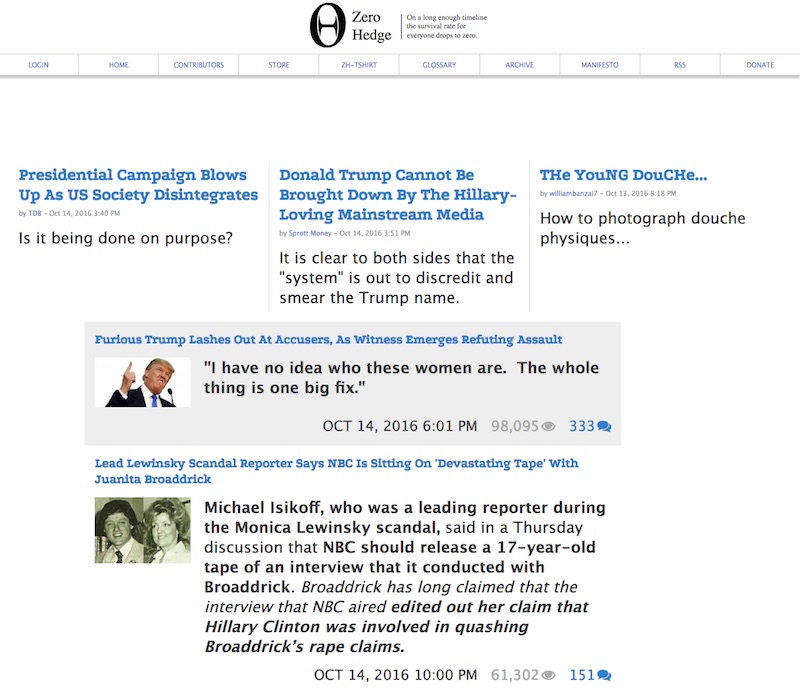 Zero
Hedge
On a long enough timeline
the survival rate for
everyone drops to zero.
LOGIN
HOME
CONTRIBUTORS
STORE
ZH-TSHIRT
GLOSSARY
ARCHIVE
MANIFESTO
RSS
DONATE
Presidential Campaign Blows
Up As US Society Disintegrates
by TDB - Oct 14, 2016 3:40 PM
Is it being done on purpose?
Donald Trump Cannot Be
Brought Down By The Hillary-
Loving Mainstream Media
by Sprott Money - Oct 14, 2016 3:51 PM
It is clear to both sides that the
"system" is out to discredit and
smear the Trump name.
THe YouNG DouCHe...
by williambanzai7 - Oct 13, 2016 8:18 PM
How to photograph douche
physiques...
Furious Trump Lashes Out At Accusers, As Witness Emerges Refuting Assault
"I have no idea who these women are. The whole
thing is one big fix."
OCT 14, 2016 6:01 PM 98,095 333
Lead Lewinsky Scandal Reporter Says NBC Is Sitting On 'Devastating Tape' With
Juanita Broaddrick
Michael Isikoff, who was a leading reporter during
the Monica Lewinsky scandal, said in a Thursday
discussion that NBC should release a 17-year-old
tape of an interview that it conducted with
Broaddrick. Broaddrick has long claimed that the
interview that NBC aired edited out her claim that
Hillary Clinton was involved in quashing
Broaddrick's rape claims.
OCT 14, 2016 10:00 PM 61,302 151